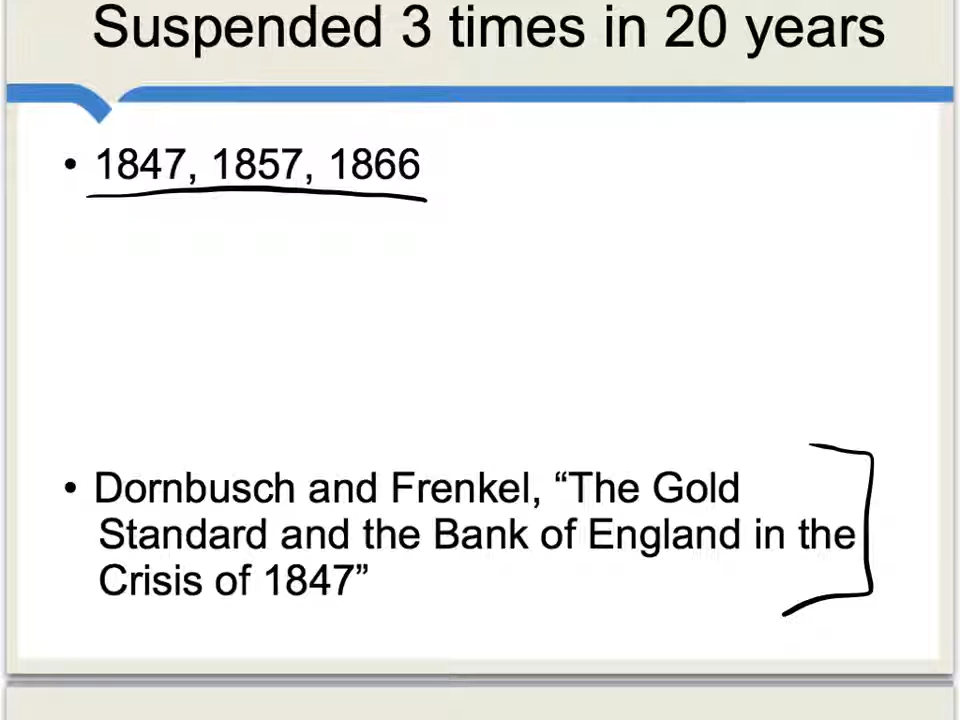 Suspended 3 times in 20 years
• 1847, 1857, 1866
• Dornbusch and Frenkel, “The Gold
Standard and the Bank of England in the
Crisis of 1847”